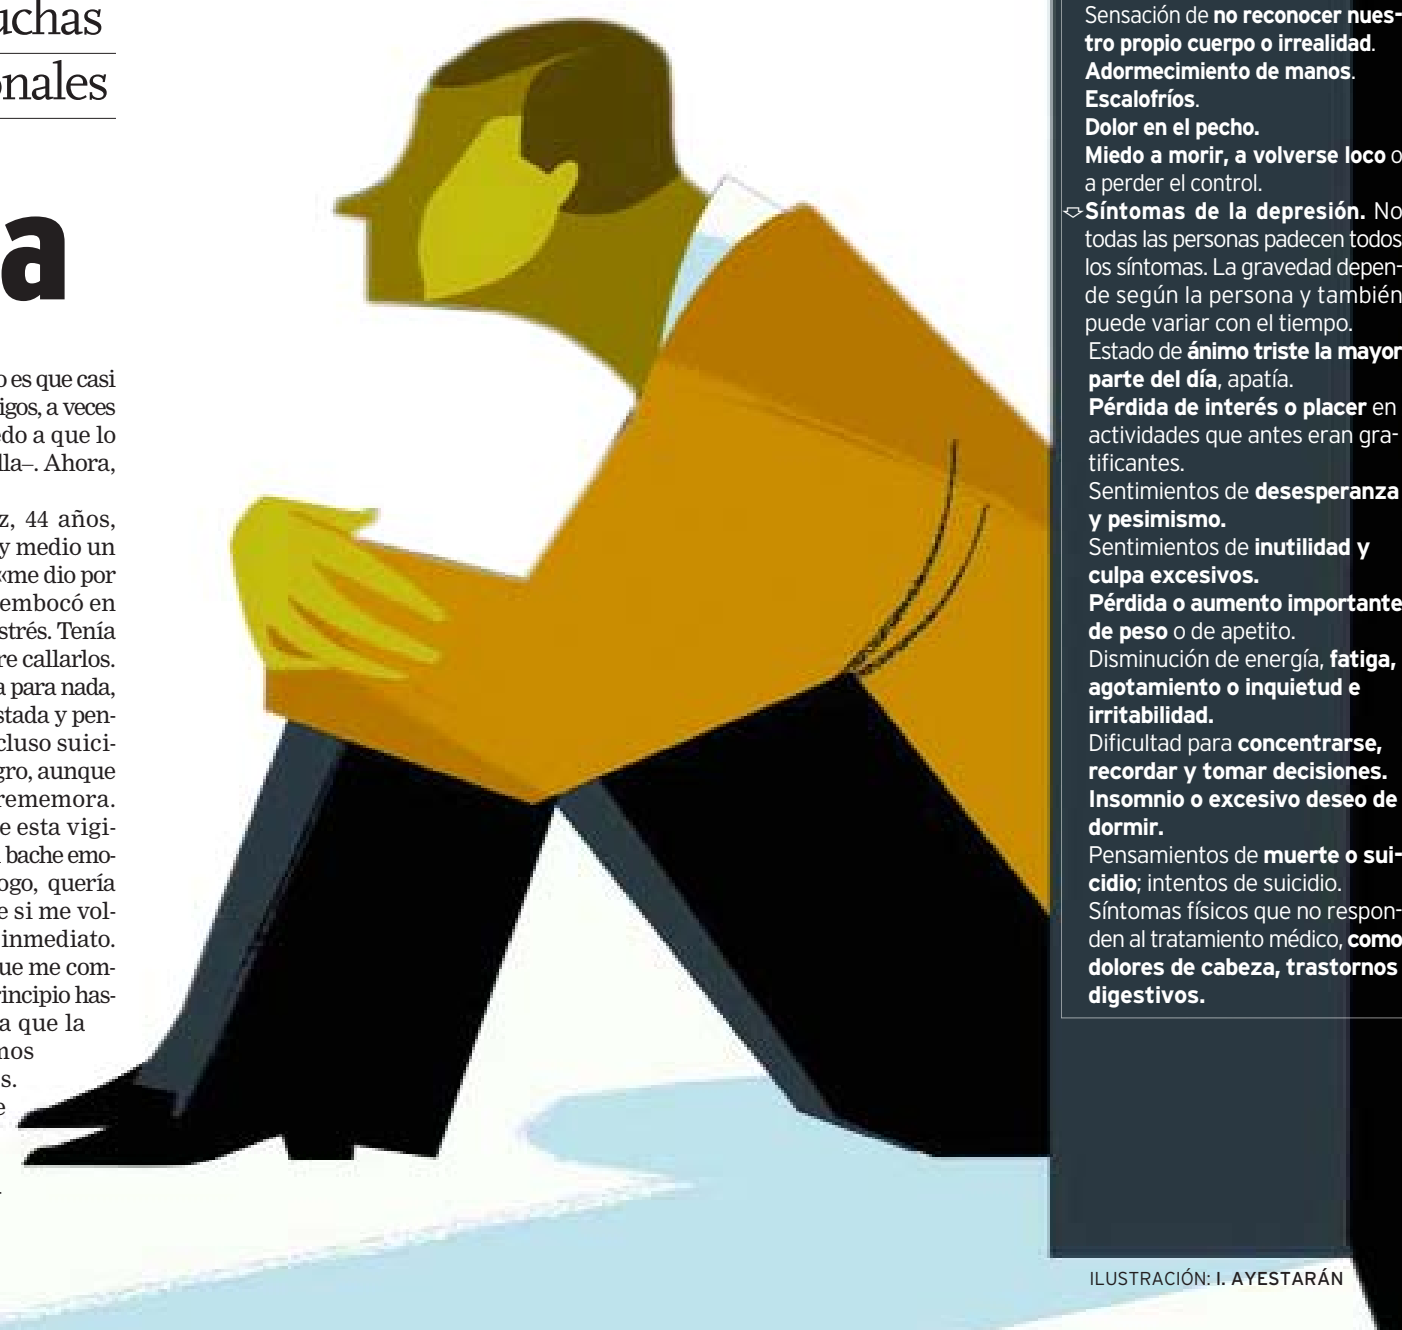 uchas
onales
a
o es que casi
igos, a veces
edo a que lo
lla–. Ahora,
z, 44 años,
y medio un
«me dio por
embocó en
strés. Tenía
re callarlos.
a para nada,
stada y pen-
cluso suici-
gro, aunque
rememora.
e esta vigi-
bache emo-
ogo, quería
e si me vol-
inmediato.
ue me com-
rincipio has-
a que la
nos
s.
e
Sensación de no reconocer nues-
tro propio cuerpo o irrealidad.
Adormecimiento de manos.
Escalofríos.
Dolor en el pecho.
Miedo a morir, a volverse loco o
a perder el control.
Síntomas de la depresión. No
todas las personas padecen todos
los síntomas. La gravedad depen-
de según la persona y también
puede variar con el tiempo.
Estado de ánimo triste la mayor
parte del día, apatía.
Pérdida de interés o placer en
actividades que antes eran gra-
tificantes.
Sentimientos de desesperanza
y pesimismo.
Sentimientos de inutilidad y
culpa excesivos.
Pérdida o aumento importante
de peso o de apetito.
Disminución de energía, fatiga,
agotamiento o inquietud e
irritabilidad.
Dificultad para concentrarse,
recordar y tomar decisiones.
Insomnio o excesivo deseo de
dormir.
Pensamientos de muerte o sui-
cidio; intentos de suicidio.
Síntomas físicos que no respon-
den al tratamiento médico, como
dolores de cabeza, trastornos
digestivos.
ILUSTRACIÓN: I. AYESTARÁN